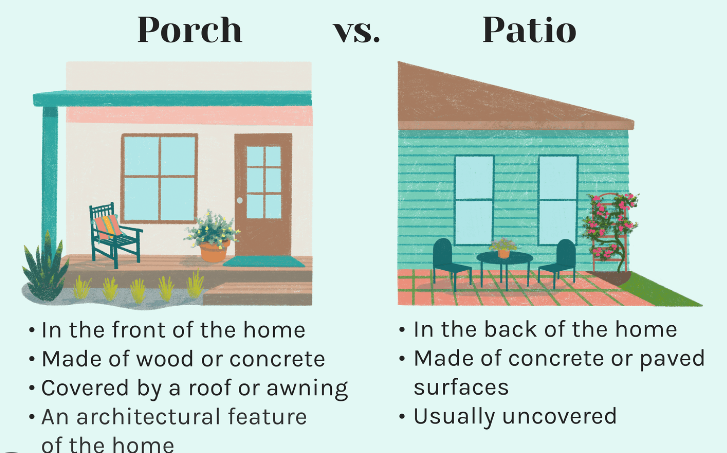 Porch vs. Patio
• In the front of the home
• Made of wood or concrete
• Covered by a roof or awning
• An architectural feature
of the home
• In the back of the home
• Made of concrete or paved
surfaces
• Usually uncovered